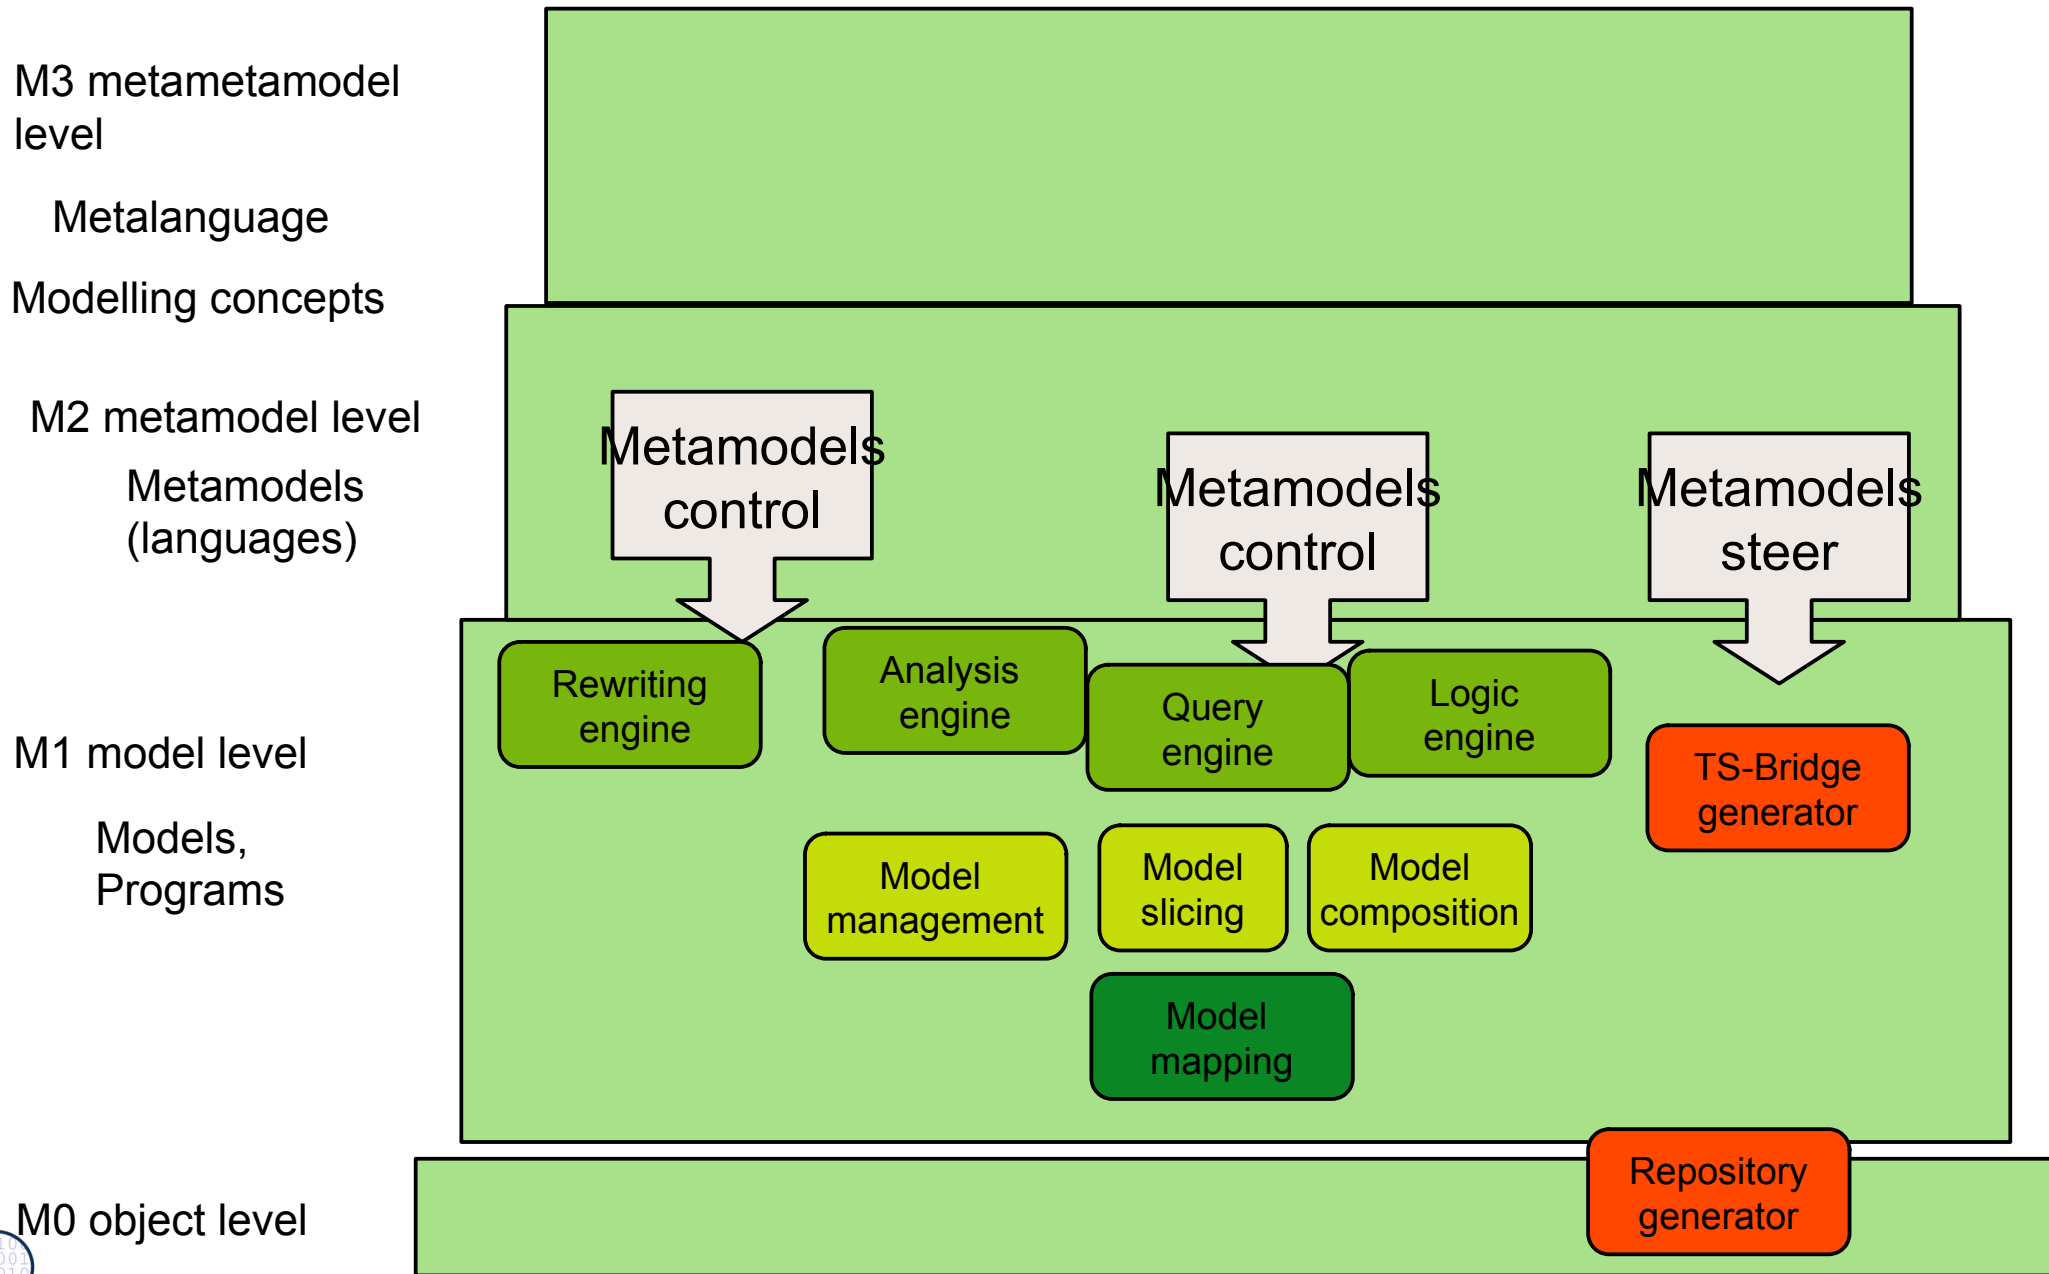 M3 metametamodel
level
Metalanguage
Modelling concepts
M2 metamodel level
Metamodels
(languages)
Metamodels
control
Metamodels
control
Metamodels
steer
Rewriting
engine
Analysis
engine
Query
engine
Logic
engine
TS-Bridge
generator
M1 model level
Models,
Programs
Model
management
Model
slicing
Model
composition
Model
mapping
Repository
generator
M0 object level